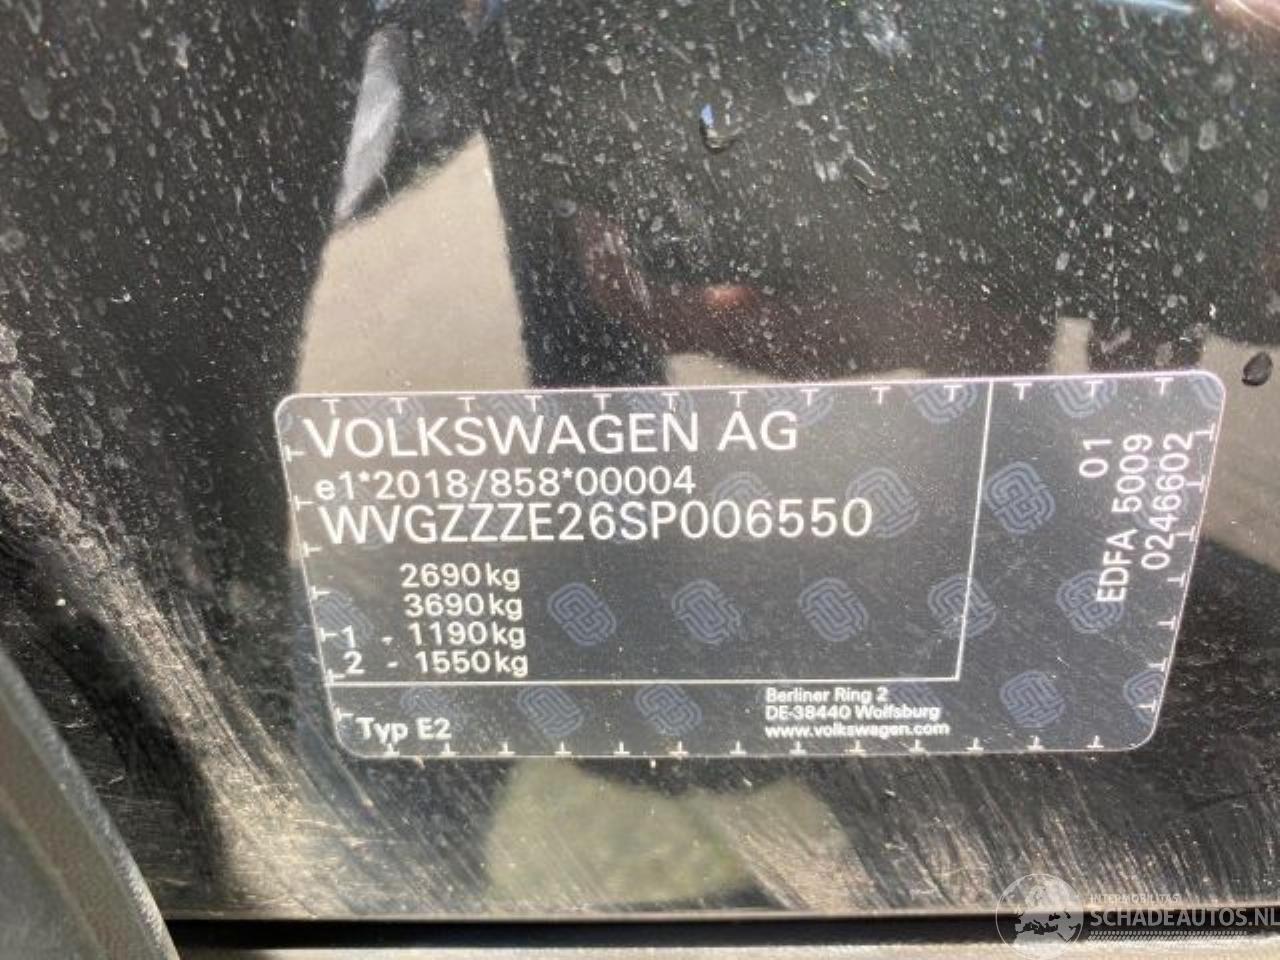 VOLKSWAGEN AG
e1*2018/858*00004
WVGZZZE26SP006550
2690kg
3690kg
1 - 1190kg
2 - 1550kg
Typ E2
Berliner Ring 2
DE-38440 Wolfsburg
www.volkswagen.com
01
EDFA 5009
0246602
INTERMOBILITAS
SCHADEAUTOS.NL